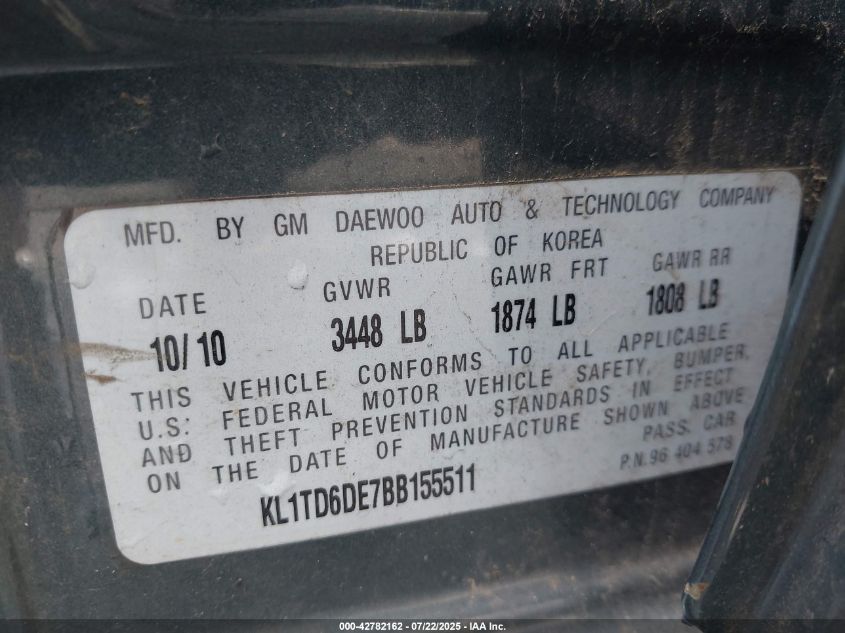 MFD. BY GM DAEWOO AUTO & TECHNOLOGY COMPANY
REPUBLIC OF KOREA
DATE GVWR GAWR FRT GAWR RR
10/10 3448 LB 1874 LB 1808 LB
THIS VEHICLE CONFORMS TO ALL APPLICABLE
U.S: FEDERAL MOTOR VEHICLE SAFETY, BUMPER,
AND THEFT PREVENTION STANDARDS IN EFFECT
ON THE DATE OF MANUFACTURE SHOWN ABOVE
PASS. CAR
KL1TD6DE7BB155511 P.N.96 404 578
000-42782162 - 07/22/2025 - IAA Inc.